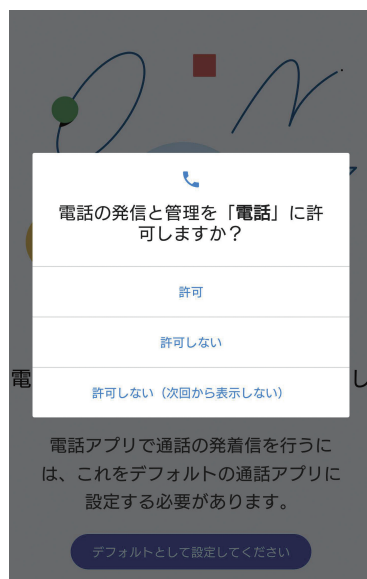 電話の発信と管理を「電話」に許
可しますか？
許可
許可しない
電
し
許可しない（次回から表示しない）
電話アプリで通話の発着信を行うに
は、これをデフォルトの通話アプリに
設定する必要があります。
デフォルトとして設定してください